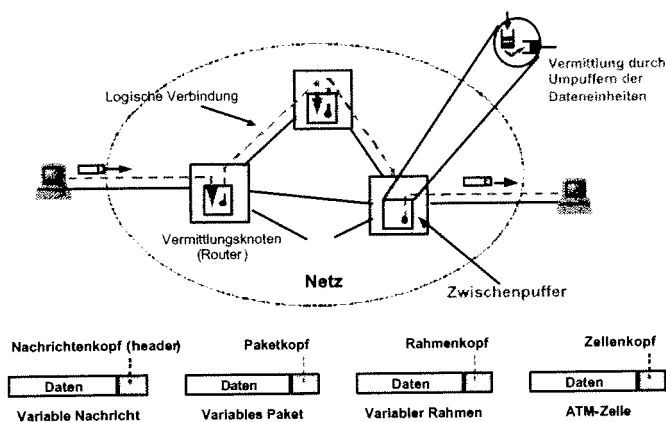 Vermittlung durch
Umpuffern der
Dateneinheiten
Logische Verbindung
Vermittlungsknoten
(Router)
Netz
Zwischenpuffer
Nachrichtenkopf (header)
Paketkopf
Rahmenkopf
Zellenkopf
Daten
Daten
Daten
Daten
Variable Nachricht
Variables Paket
Variabler Rahmen
ATM-Zelle